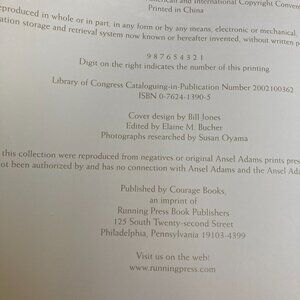 American and International Copyright Conven
Printed in China
eproduced in whole or in part, in any form or by any means, electronic or mechanical,
ation storage and retrieval system now known or hereafter invented, without written p
9 8 7 6 5 4 3 2 1
Digit on the right indicates the number of this printing.
Library of Congress Cataloguing-in-Publication Number 2002100362
ISBN 0-7624-1390-5
Cover design by Bill Jones
Edited by Elaine M. Bucher
Photographs researched by Susan Oyama
this collection were reproduced from negatives or original Ansel Adams prints pres
ot been authorized by and has no connection with Ansel Adams and the Ansel Ada
Published by Courage Books,
an imprint of
Running Press Book Publishers
125 South Twenty-second Street
Philadelphia, Pennsylvania 19103-4399
Visit us on the web!
www.runningpress.com